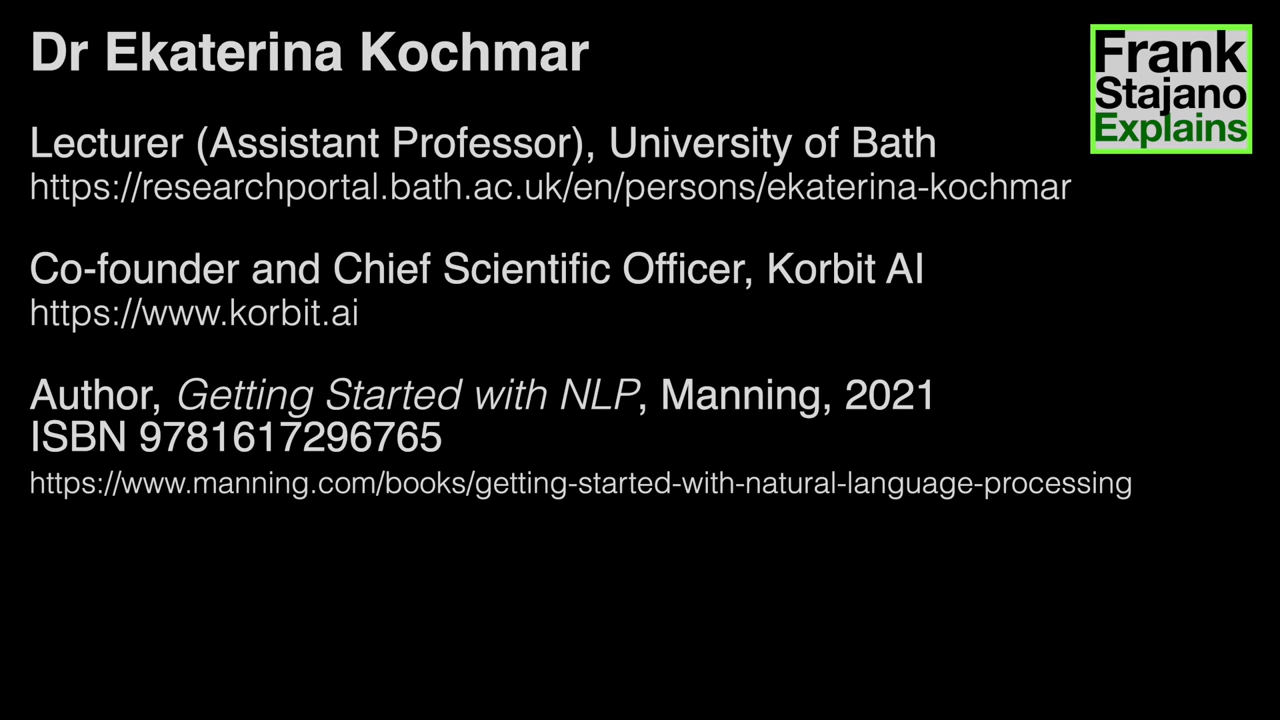 Dr Ekaterina Kochmar
Frank
Stajano
Explains
Lecturer (Assistant Professor), University of Bath
https://researchportal.bath.ac.uk/en/persons/ekaterina-kochmar
Co-founder and Chief Scientific Officer, Korbit AI
https://www.korbit.ai
Author, Getting Started with NLP, Manning, 2021
ISBN 9781617296765
https://www.manning.com/books/getting-started-with-natural-language-processing